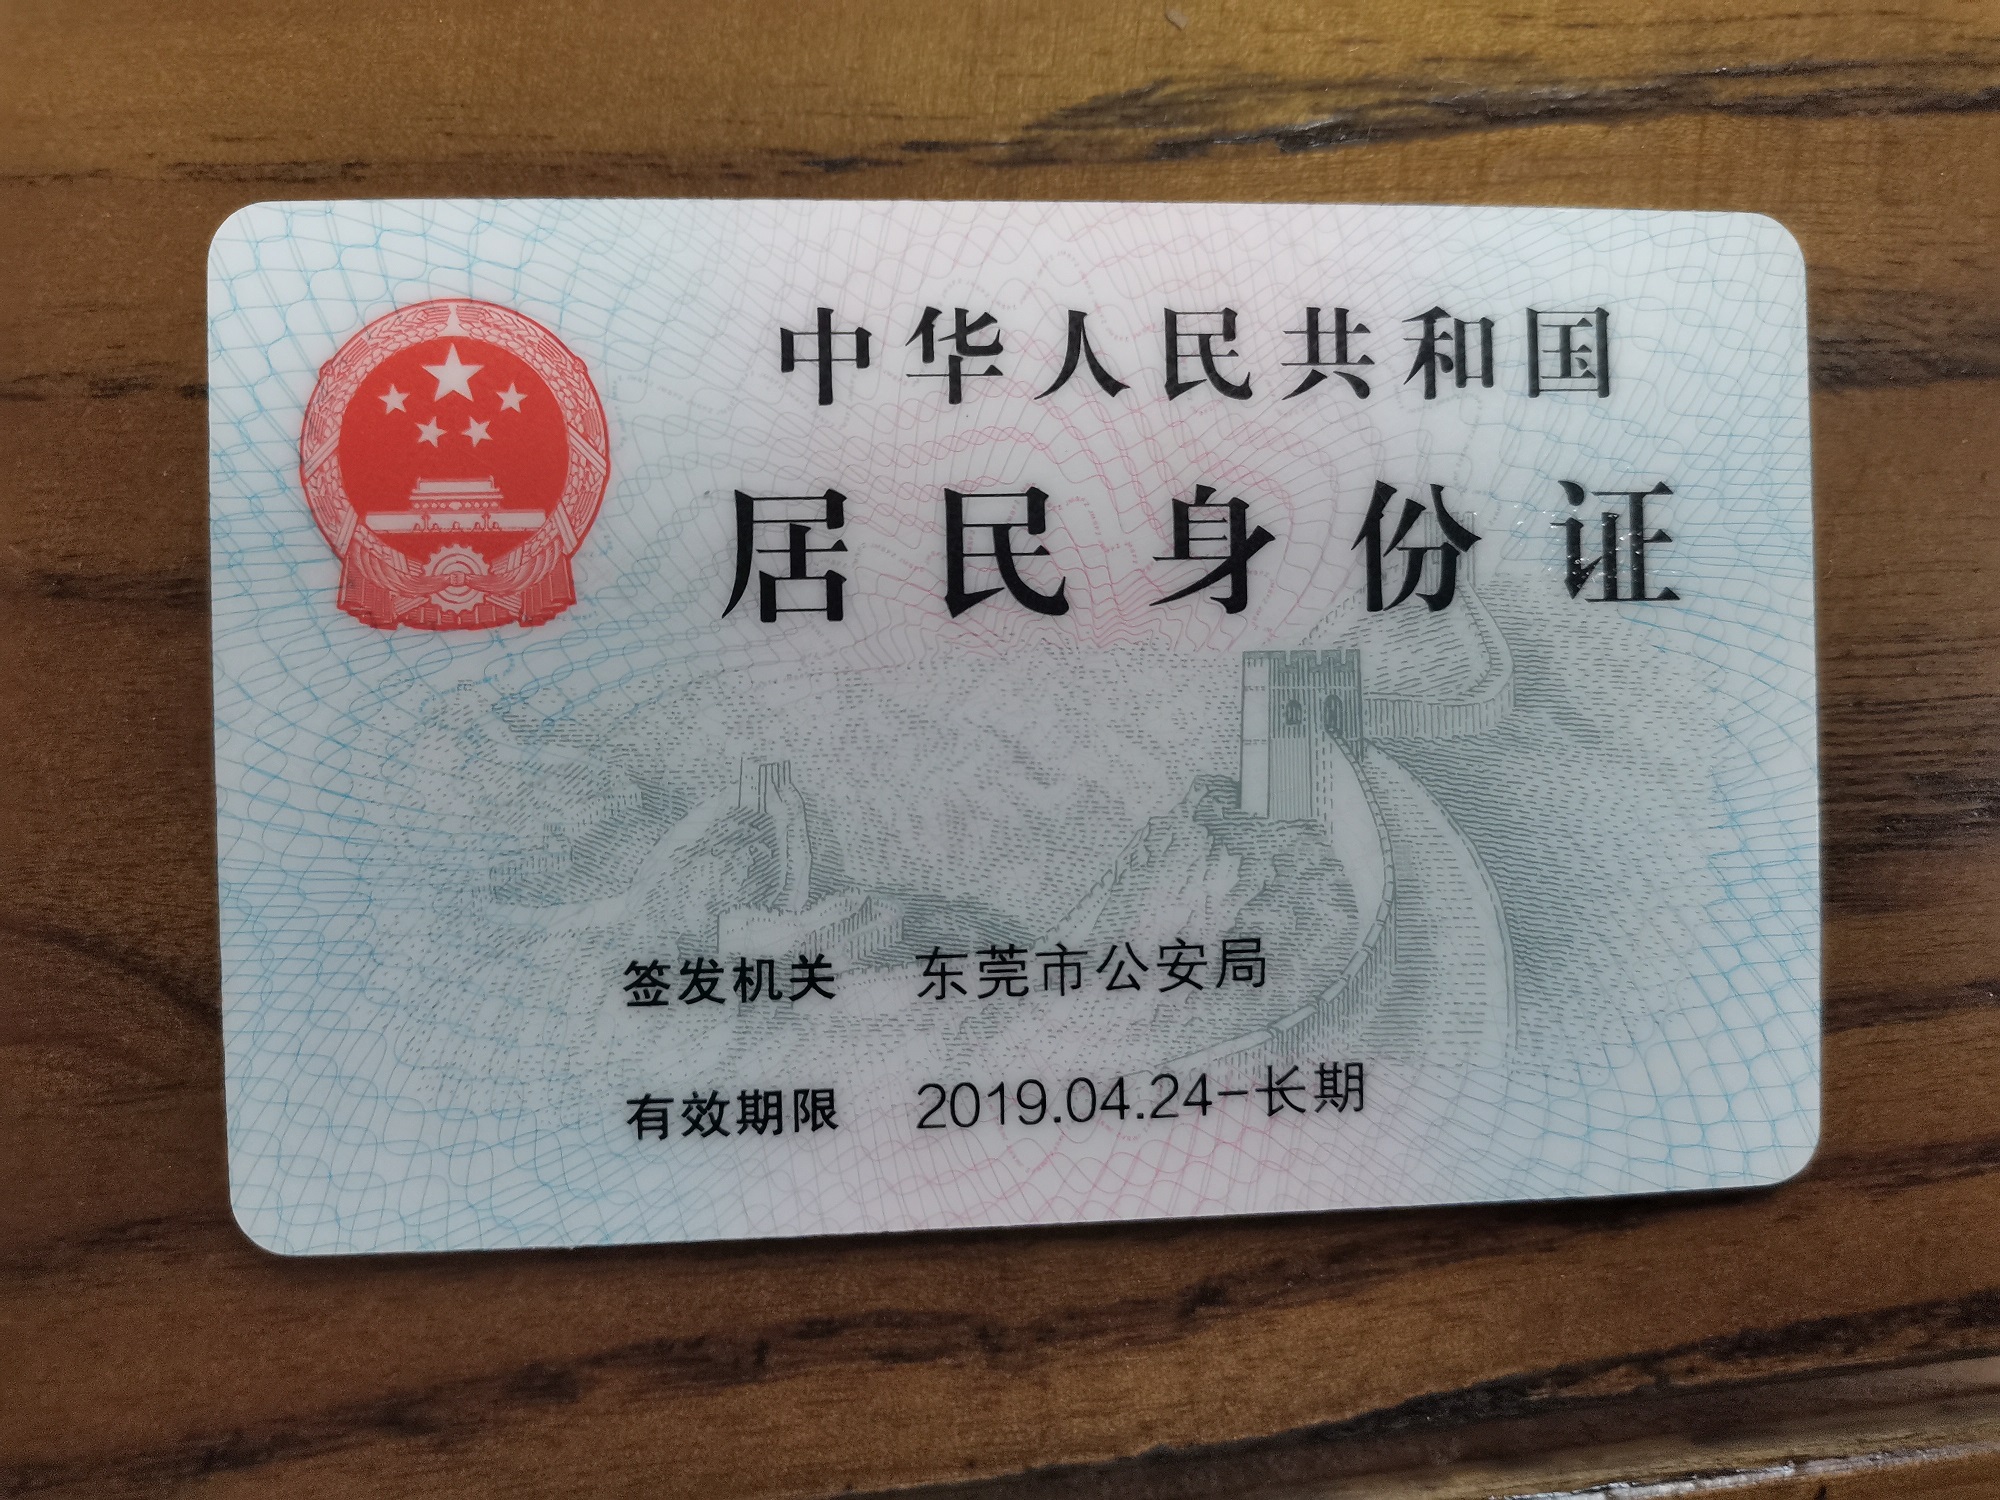 中华人民共和国
居民身份证
签发机关 东莞市公安局
有效期限 2019.04.24-长期